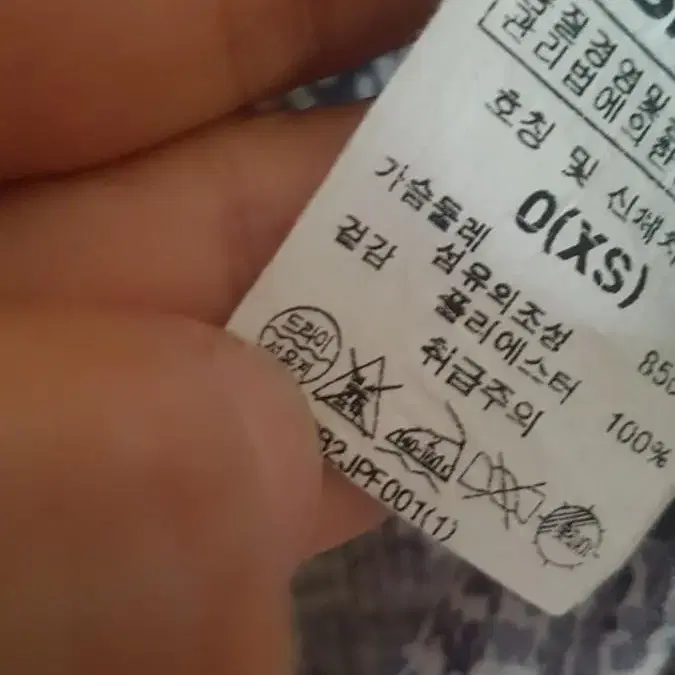 품질경영및
관리법에의한
호칭 및 신체치
0(XS)
가슴둘레 85
겉감 섬유의조성
폴리에스터 100%
취급주의
드라이
석유계
92JPF001(1)